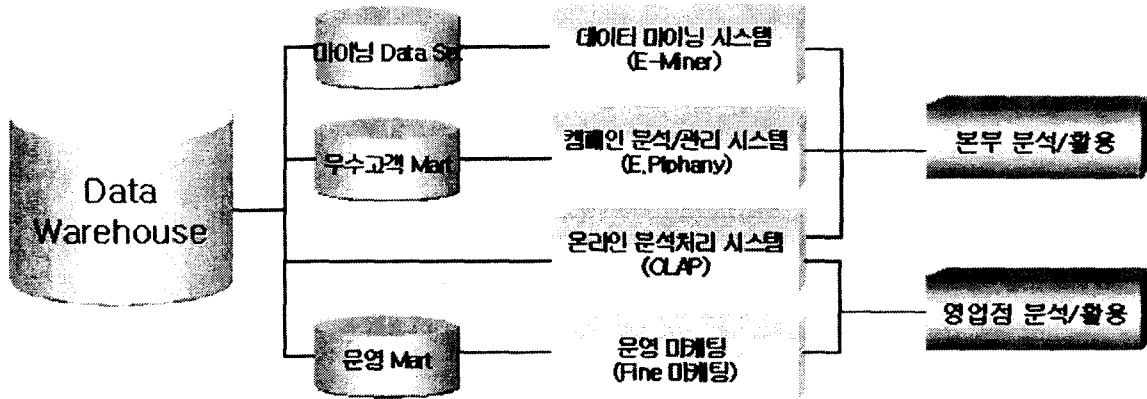 마이닝 Data Set
데이터 마이닝 시스템
(E-Miner)
Data
Warehouse
우수고객 Mart
캠페인 분석/관리 시스템
(E.Piphany)
본부 분석/활용
온라인 분석처리 시스템
(OLAP)
영업점 분석/활용
운영 Mart
운영 마케팅
(Fine 마케팅)